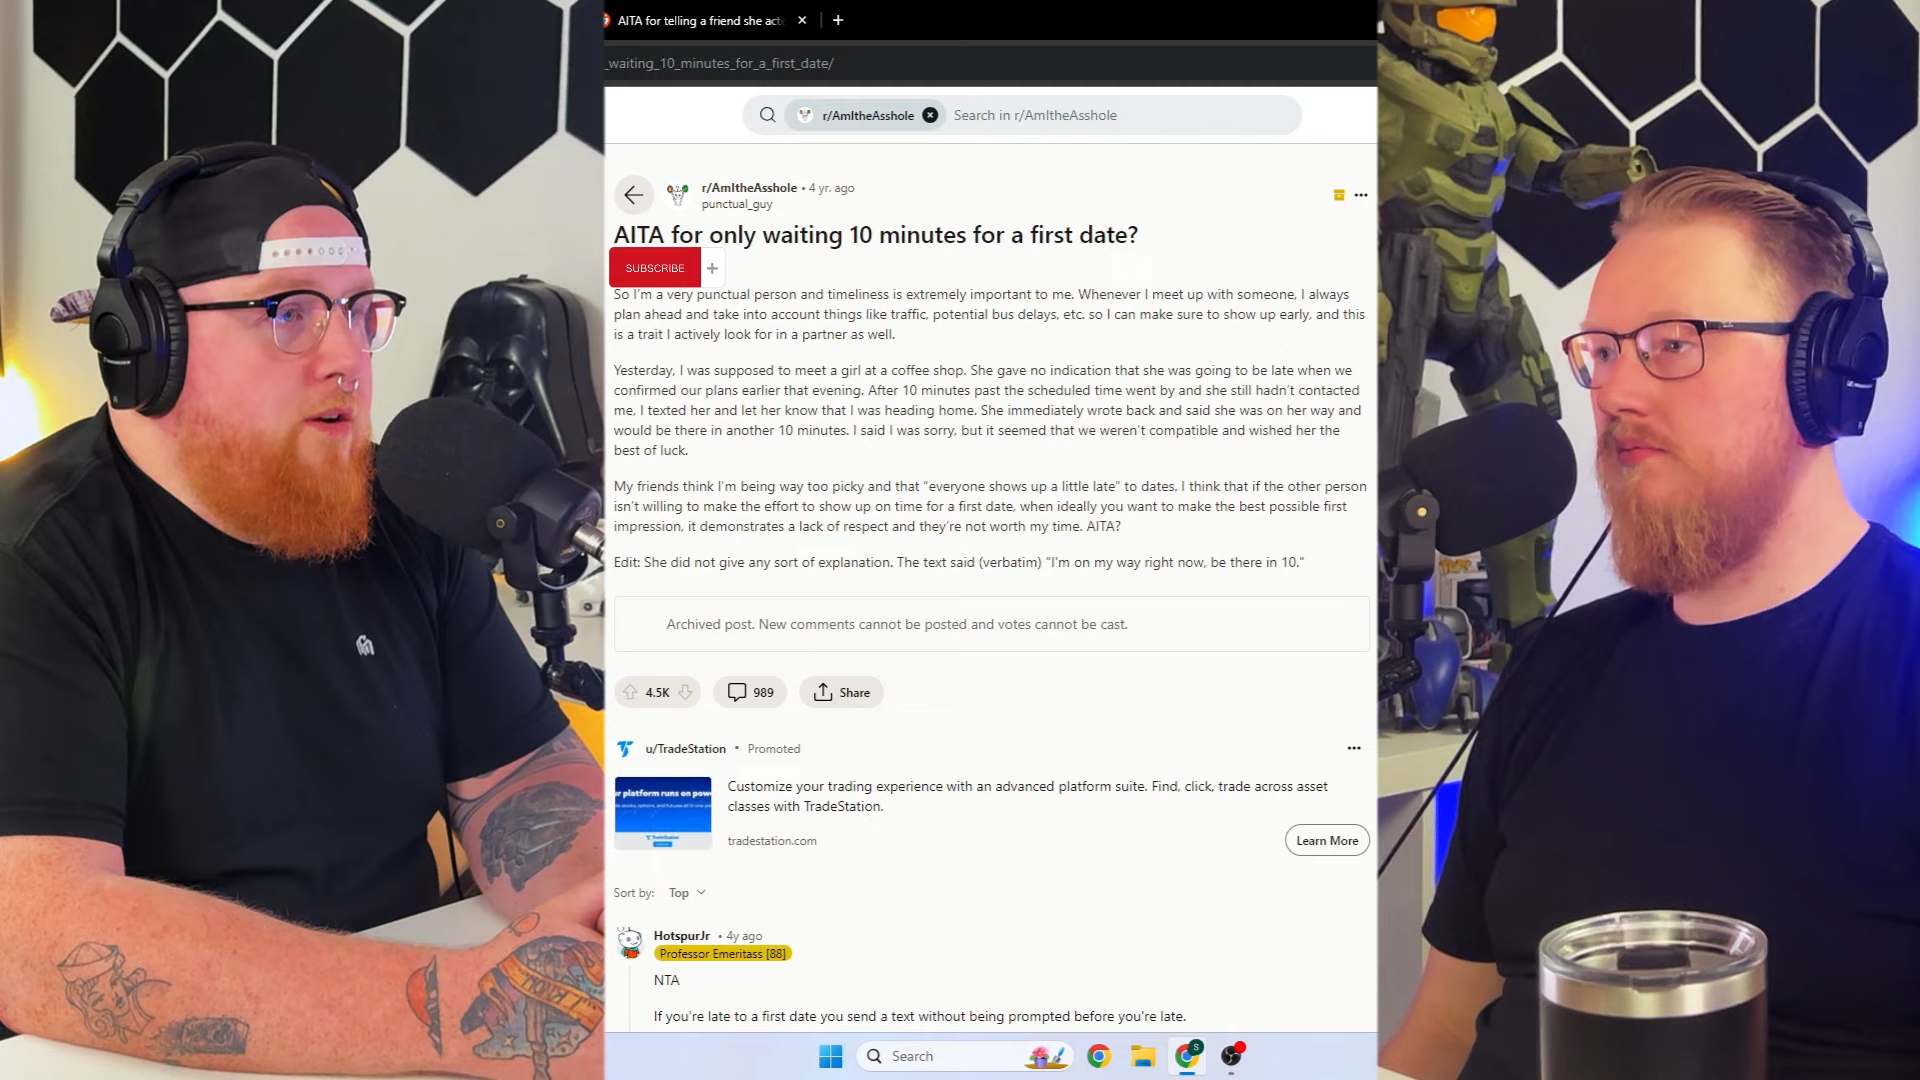 AITA for telling a friend she acte
_waiting_10_minutes_for_a_first_date/
r/AmItheAsshole
Search in r/AmItheAsshole
r/AmItheAsshole • 4 yr. ago
punctual_guy
AITA for only waiting 10 minutes for a first date?
SUBSCRIBE
So I'm a very punctual person and timeliness is extremely important to me. Whenever I meet up with someone, I always
plan ahead and take into account things like traffic, potential bus delays, etc. so I can make sure to show up early, and this
is a trait I actively look for in a partner as well.
Yesterday, I was supposed to meet a girl at a coffee shop. She gave no indication that she was going to be late when we
confirmed our plans earlier that evening. After 10 minutes past the scheduled time went by and she still hadn't contacted
me, I texted her and let her know that I was heading home. She immediately wrote back and said she was on her way and
would be there in another 10 minutes. I said I was sorry, but it seemed that we weren't compatible and wished her the
best of luck.
My friends think I'm being way too picky and that “everyone shows up a little late” to dates. I think that if the other person
isn't willing to make the effort to show up on time for a first date, when ideally you want to make the best possible first
impression, it demonstrates a lack of respect and they're not worth my time. AITA?
Edit: She did not give any sort of explanation. The text said (verbatim) "I'm on my way right now, be there in 10."
Archived post. New comments cannot be posted and votes cannot be cast.
4.5K
989
Share
u/TradeStation • Promoted
Customize your trading experience with an advanced platform suite. Find, click, trade across asset
classes with TradeStation.
ur platform runs on powe
TradeStation
tradestation.com
Learn More
Sort by: Top
HotspurJr • 4y ago
Professor Emeritass [88]
NTA
If you're late to a first date you send a text without being prompted before you're late.
Search
S